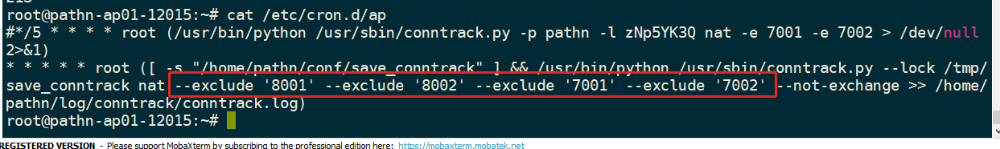 root@pathn-ap01-12015:~# cat /etc/cron.d/ap
#*/5 * * * * root (/usr/bin/python /usr/sbin/conntrack.py -p pathn -l zNp5YK3Q nat -e 7001 -e 7002 > /dev/null
2>&1)
* * * * * root ([ -s "/home/pathn/conf/save_conntrack" ] && /usr/bin/python /usr/sbin/conntrack.py --lock /tmp/
save_conntrack nat --exclude '8001' --exclude '8002' --exclude '7001' --exclude '7002' --not-exchange >> /home/
pathn/log/conntrack/conntrack.log)
root@pathn-ap01-12015:~#
REGISTERED VERSION - Please support MobaXterm by subscribing to the professional edition here: https://mobaxterm.mobatek.net